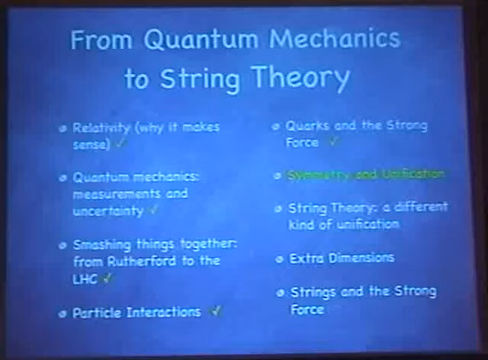 From Quantum Mechanics
to String Theory
Relativity (why it makes
sense) ✓
Quantum mechanics:
measurements and
uncertainty ✓
Smashing things together:
from Rutherford to the
LHC ✓
Particle Interactions ✓
Quarks and the Strong
Force ✓
Symmetry and Unification
String Theory: a different
kind of unification
Extra Dimensions
Strings and the Strong
Force